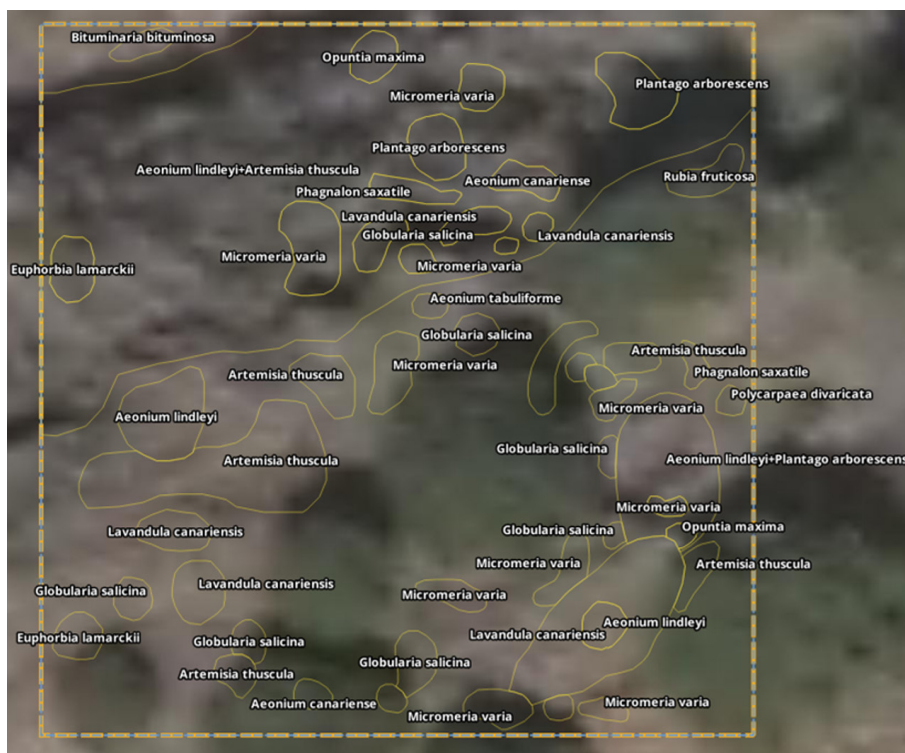 Bituminaria bituminosa
Opuntia maxima
Plantago arborescens
Micromeria varia
Plantago arborescens
Aeonium lindleyi+Artemisia thuscula
Rubia fruticosa
Aeonium canariense
Phagnalon saxatile
Lavandula canariensis
Globularia salicina
Lavandula canariensis
Micromeria varia
Micromeria varia
Euphorbia lamarckii
Aeonium tabuliforme
Globularia salicina
Artemisia thuscula
Micromeria varia
Phagnalon saxatile
Artemisia thuscula
Polycarpaea divaricata
Micromeria varia
Aeonium lindleyi
Globularia salicina
Artemisia thuscula
Aeonium lindleyi+Plantago arborescens
Micromeria varia
Opuntia maxima
Lavandula canariensis
Globularia salicina
Micromeria varia
Artemisia thuscula
Lavandula canariensis
Globularia salicina
Micromeria varia
Aeonium lindleyi
Lavandula canariensis
Euphorbia lamarckii
Globularia salicina
Globularia salicina
Artemisia thuscula
Aeonium canariense
Micromeria varia
Micromeria varia